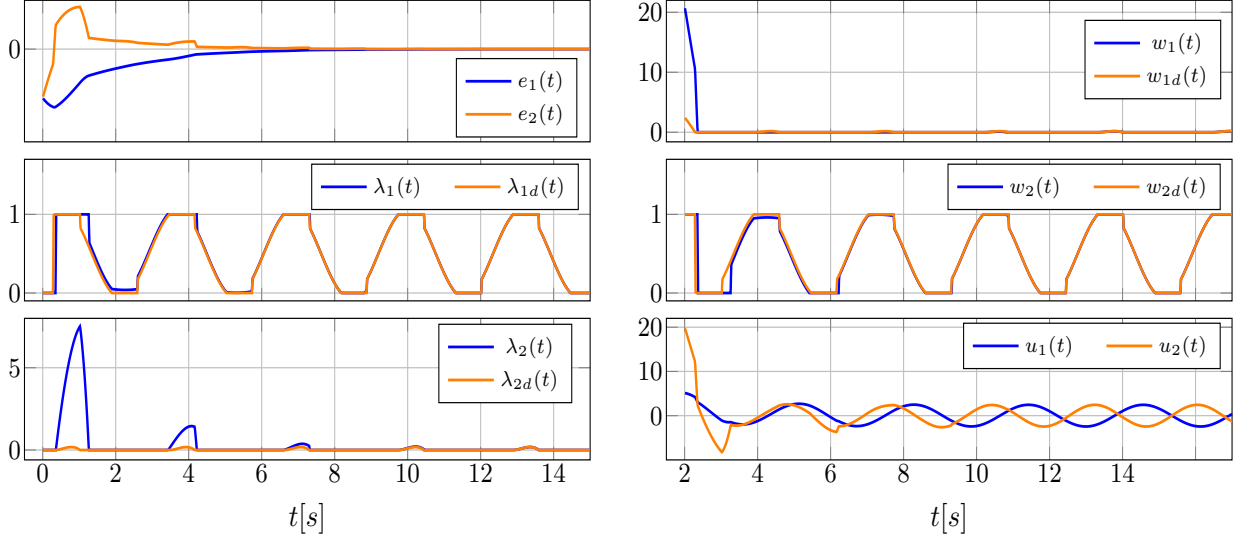 0
e₁(t)
e₂(t)
1
0
λ₁(t) λ₁d(t)
5
0
λ₂(t)
λ₂d(t)
0 2 4 6 8 10 12 14
t[s]
20
10
0
w₁(t)
w₁d(t)
1
0
w₂(t) w₂d(t)
20
10
0
u₁(t) u₂(t)
2 4 6 8 10 12 14
t[s]